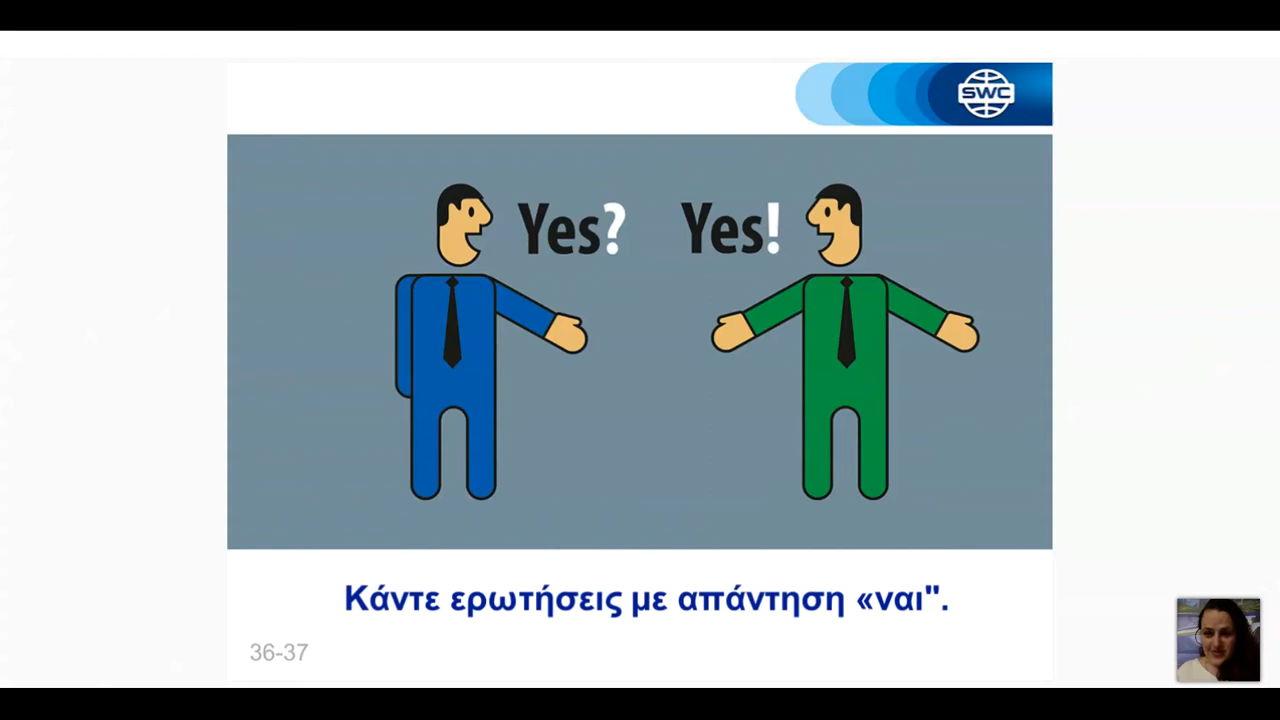 SWC
Yes? Yes!
Κάντε ερωτήσεις με απάντηση «ναι".
36-37